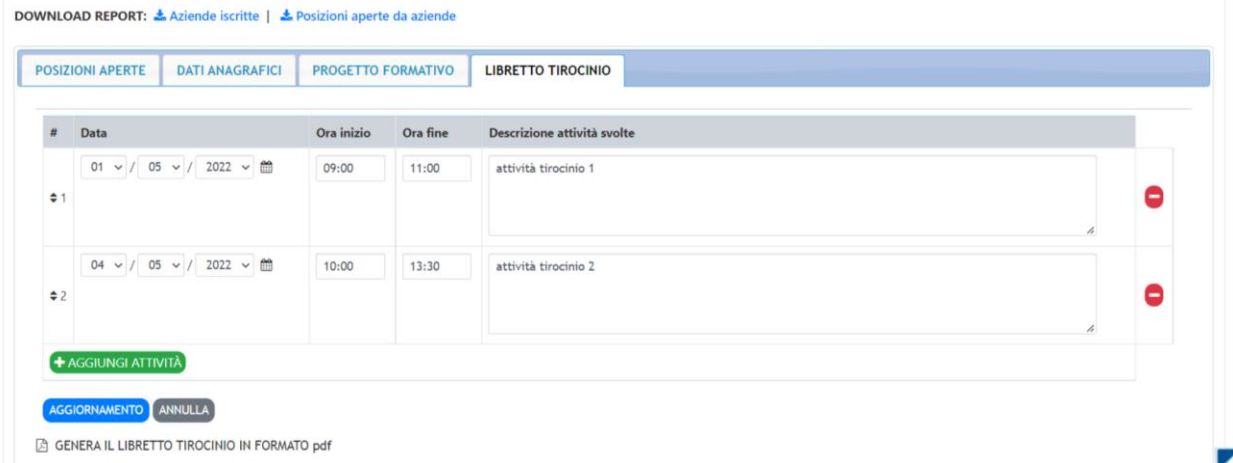 DOWNLOAD REPORT: Aziende iscritte | Posizioni aperte da aziende
POSIZIONI APERTE DATI ANAGRAFICI PROGETTO FORMATIVO LIBRETTO TIROCINIO
# Data Ora inizio Ora fine Descrizione attività svolte
01 / 05 / 2022 09:00 11:00 attività tirocinio 1
1
04 / 05 / 2022 10:00 13:30 attività tirocinio 2
2
+ AGGIUNGI ATTIVITÀ
AGGIORNAMENTO ANNULLA
GENERA IL LIBRETTO TIROCINIO IN FORMATO pdf